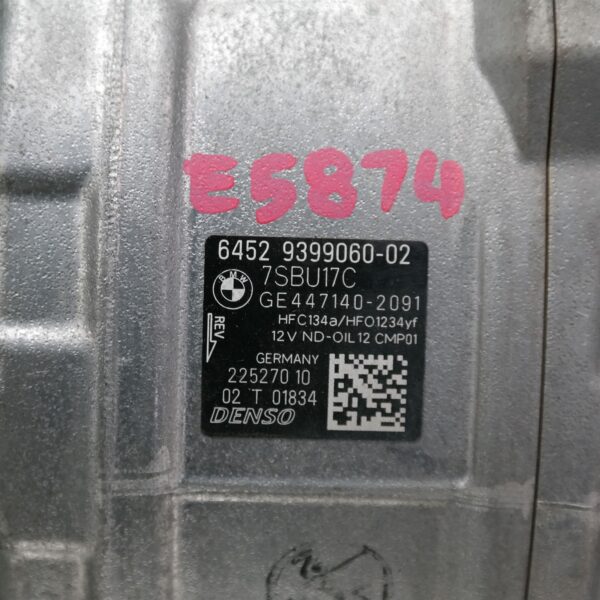 E5874
6452 9399060-02
BMW
7SBU17C
GE447140-2091
HFC134a/HFO1234yf
12V ND-OIL12 CMP01
REV.
GERMANY
225270 10
02 T 01834
DENSO